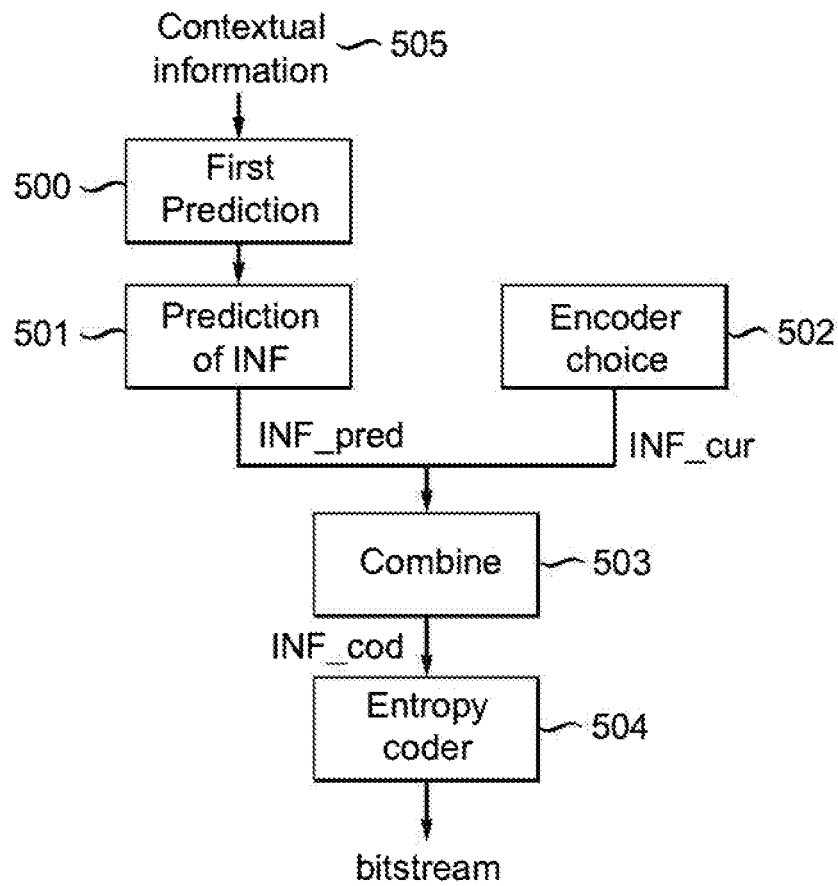 Contextual
information
505
500
First
Prediction
501
Prediction
of INF
Encoder
choice
502
INF_pred
INF_cur
Combine
503
INF_cod
Entropy
coder
504
bitstream